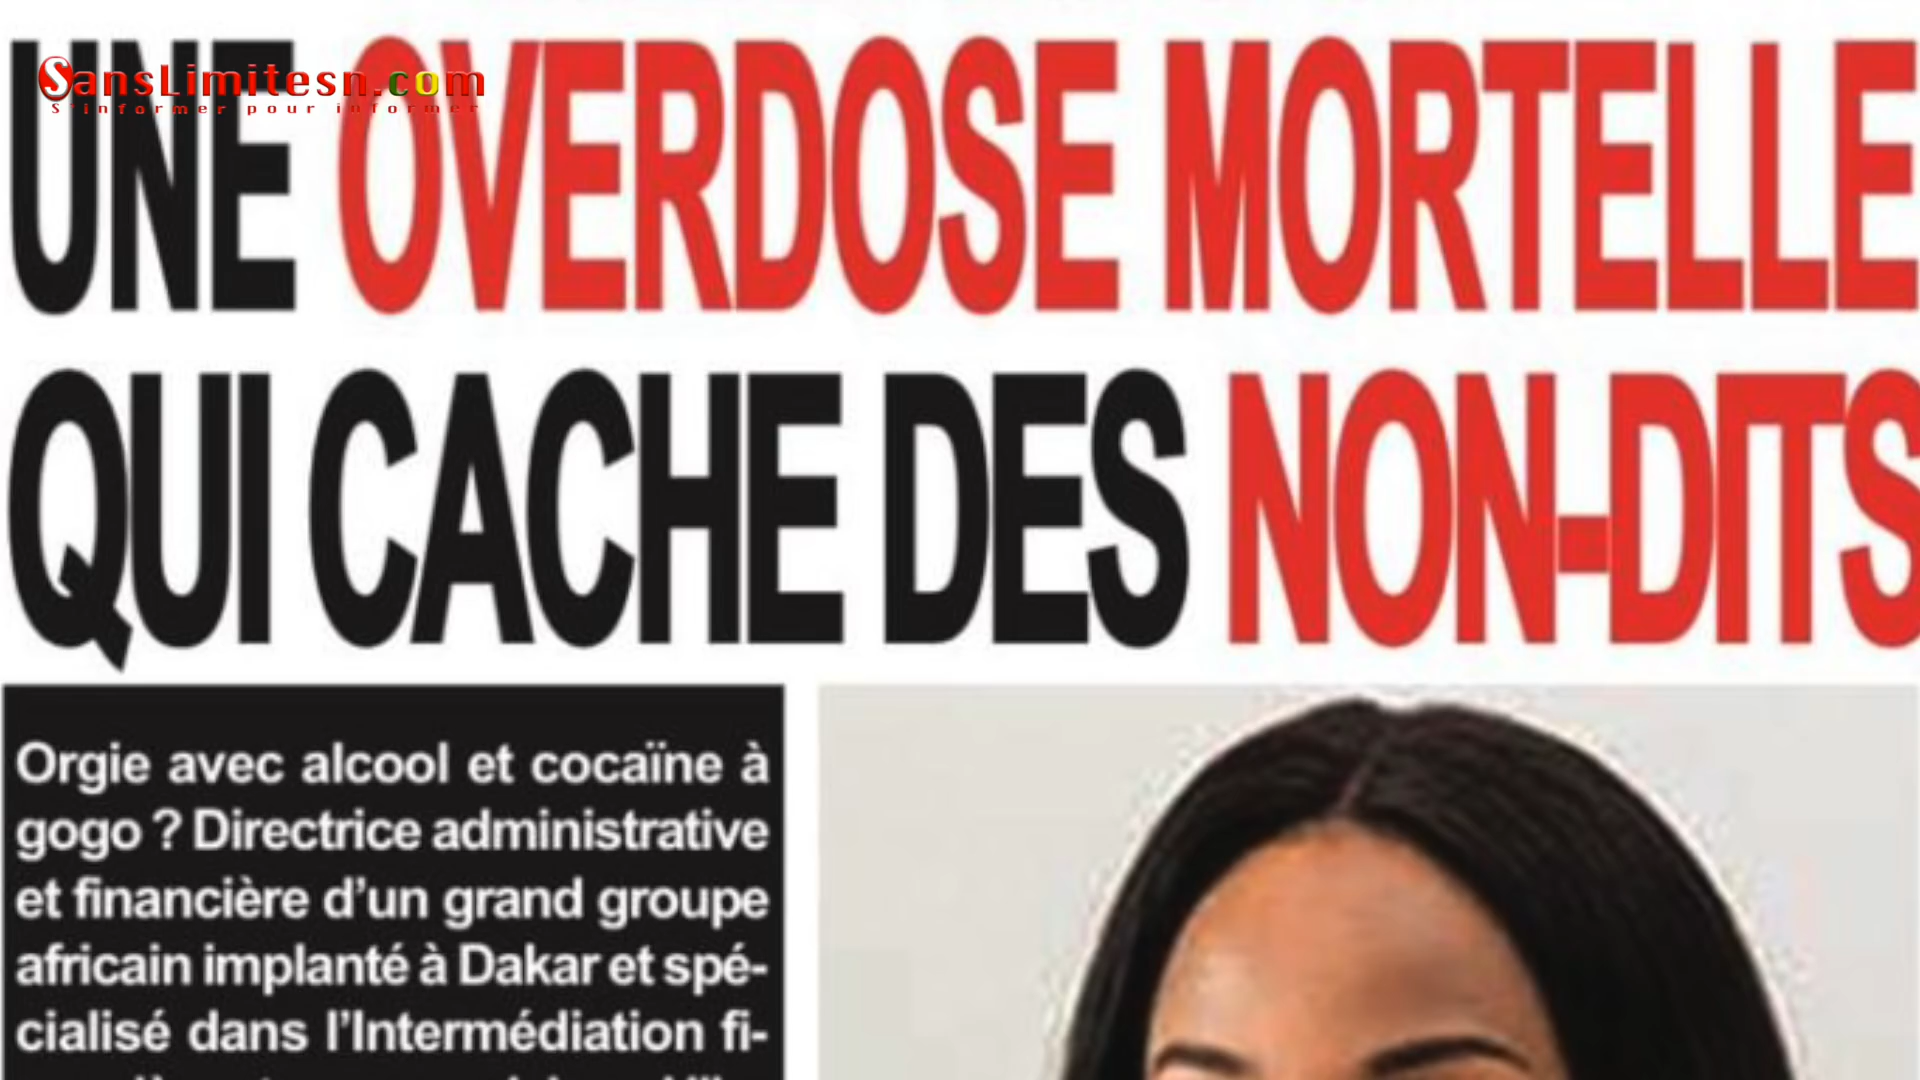 SansLimitesn.com
S'informer pour informer
UNE OVERDOSE MORTELLE
QUI CACHE DES NON-DITS
Orgie avec alcool et cocaïne à
gogo ? Directrice administrative
et financière d'un grand groupe
africain implanté à Dakar et spé-
cialisé dans l'Intermédiation fi-